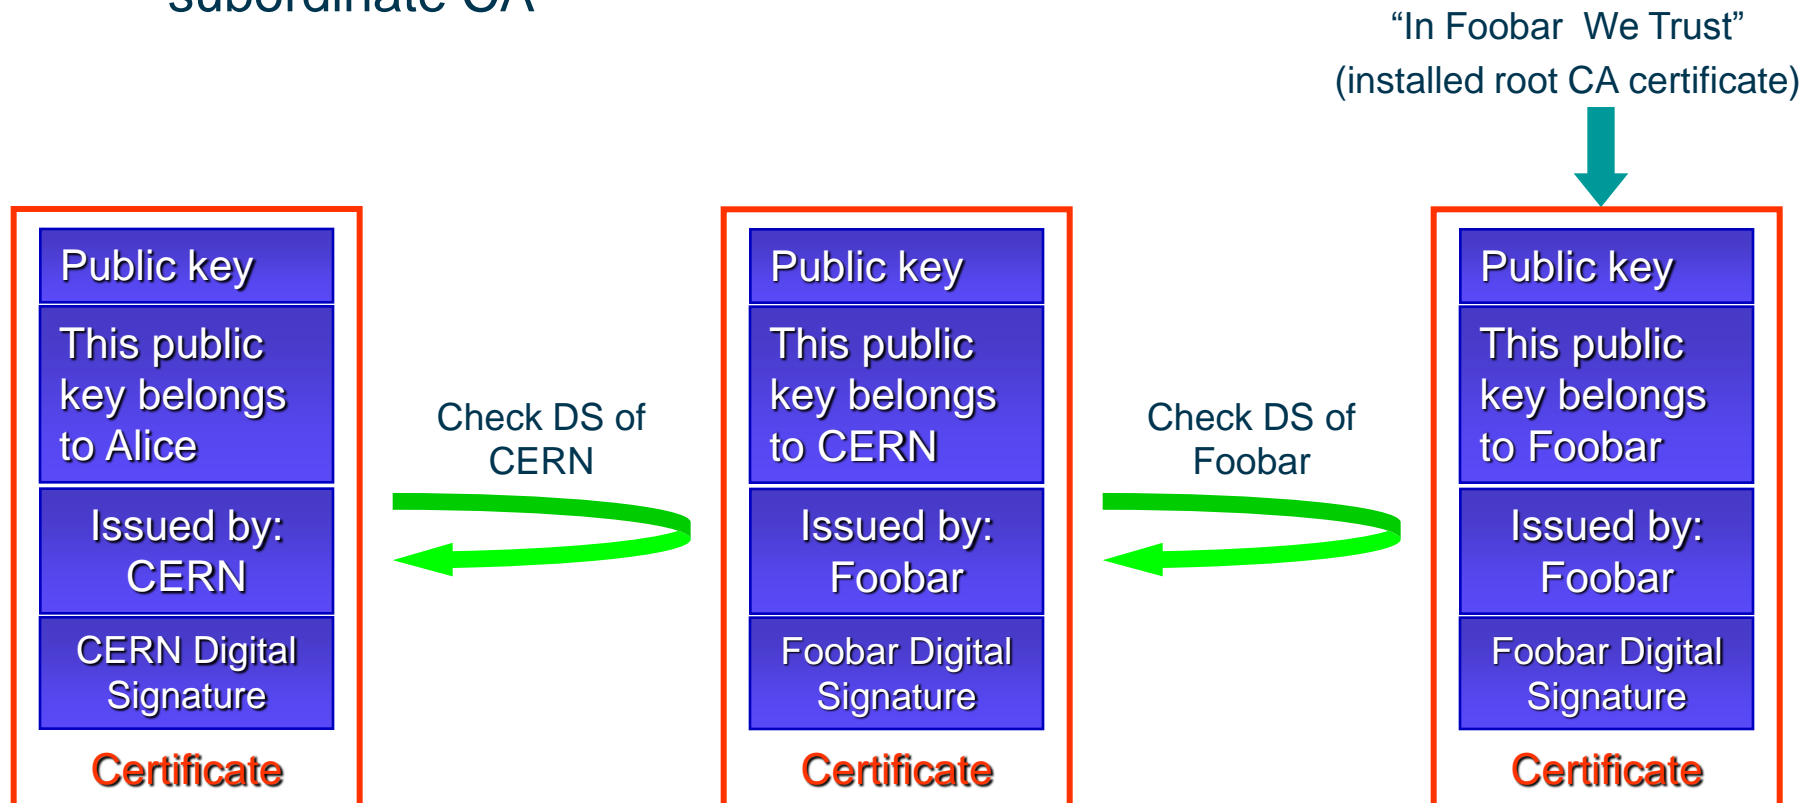 subordinate CA
“In Foobar We Trust”
(installed root CA certificate)
Public key
This public
key belongs
to Alice
Issued by:
CERN
CERN Digital
Signature
Certificate
Check DS of
CERN
Public key
This public
key belongs
to CERN
Issued by:
Foobar
Foobar Digital
Signature
Certificate
Check DS of
Foobar
Public key
This public
key belongs
to Foobar
Issued by:
Foobar
Foobar Digital
Signature
Certificate